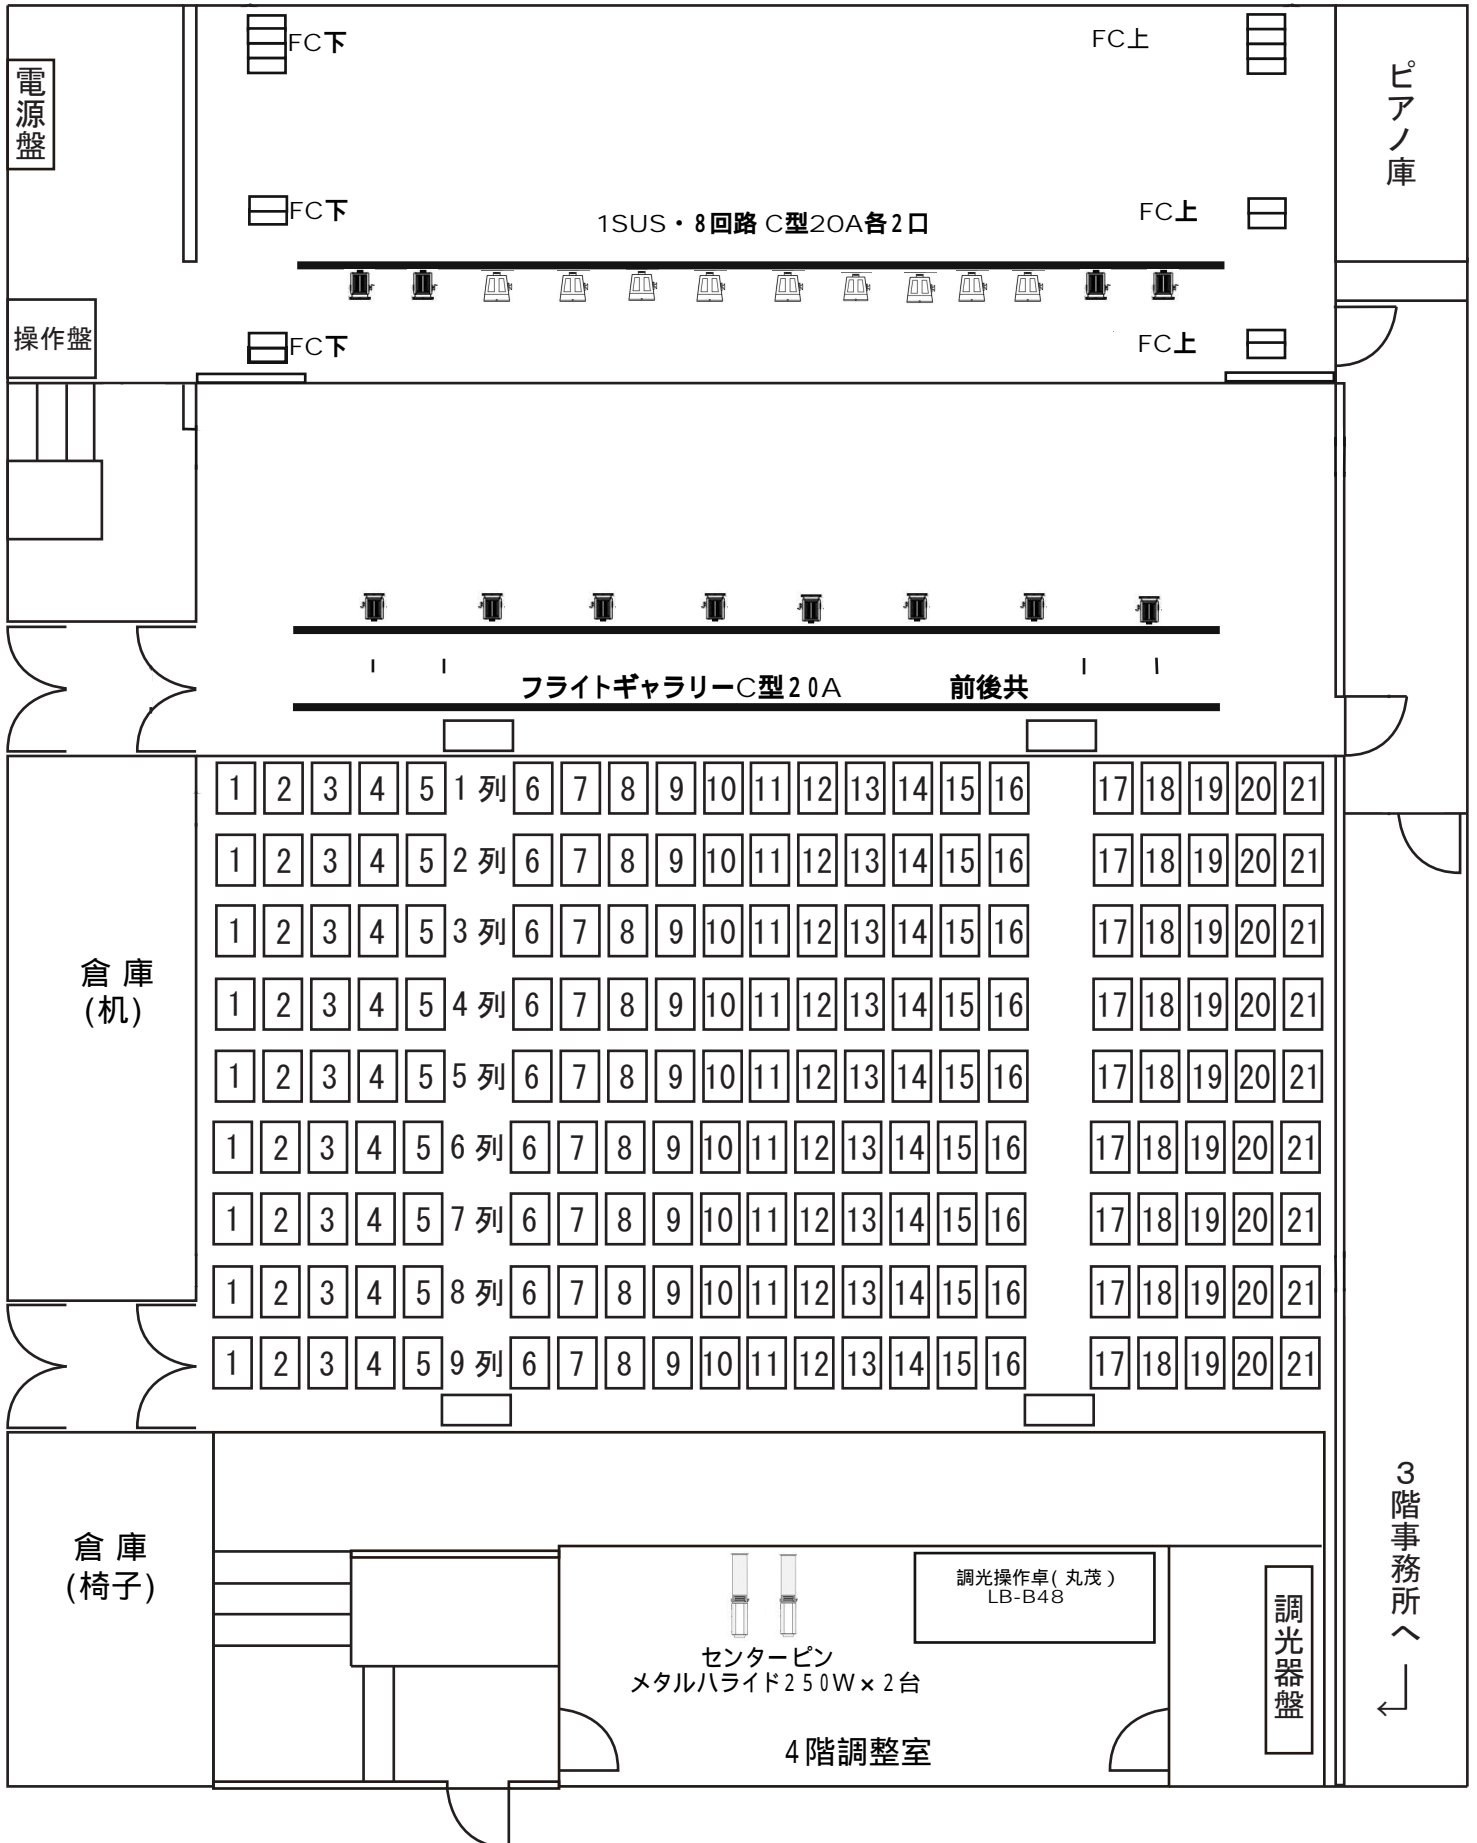 FC下
FC上
電源盤
ピアノ庫
FC下
1SUS・8回路 C型20A各2口
FC上
操作盤
FC下
FC上
フライトギャラリーC型20A 前後共
1 2 3 4 5 1列 6 7 8 9 10 11 12 13 14 15 16 17 18 19 20 21
1 2 3 4 5 2列 6 7 8 9 10 11 12 13 14 15 16 17 18 19 20 21
1 2 3 4 5 3列 6 7 8 9 10 11 12 13 14 15 16 17 18 19 20 21
1 2 3 4 5 4列 6 7 8 9 10 11 12 13 14 15 16 17 18 19 20 21
1 2 3 4 5 5列 6 7 8 9 10 11 12 13 14 15 16 17 18 19 20 21
1 2 3 4 5 6列 6 7 8 9 10 11 12 13 14 15 16 17 18 19 20 21
1 2 3 4 5 7列 6 7 8 9 10 11 12 13 14 15 16 17 18 19 20 21
1 2 3 4 5 8列 6 7 8 9 10 11 12 13 14 15 16 17 18 19 20 21
1 2 3 4 5 9列 6 7 8 9 10 11 12 13 14 15 16 17 18 19 20 21
倉庫
(机)
倉庫
(椅子)
調光操作卓(丸茂)
LB-B48
センターピン
メタルハライド250W×2台
4階調整室
調光器盤
3階事務所へ